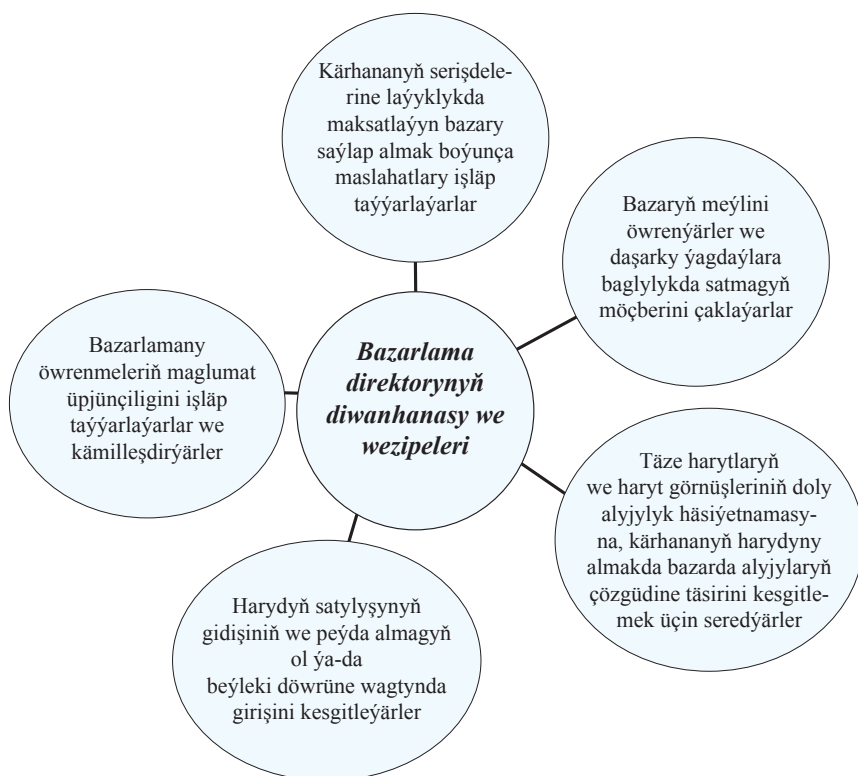 Kärhananyň serişdele-
rine laýyklykda
maksatlaýyn bazary
saýlap almak boýunça
maslahatlary işläp
taýýarlaýarlar
Bazaryň meýlini
öwrenýärler we
daşarky ýagdaýlara
baglylykda satmagyň
möçberini çaklaýarlar
Bazarlamany
öwrenmeleriň maglumat
üpjünçiligini işläp
taýýarlaýarlar we
kämilleşdirýärler
Bazarlama
direktorynyň
diwanhanasy we
wezipeleri
Täze harytlaryň
we haryt görnüşleriniň doly
alyjylyk häsiýetnamasy-
na, kärhananyň harydyny
almakda bazarda alyjylaryň
çözgüdine täsirini kesgitle-
mek üçin seredýärler
Harydyň satylyşynyň
gidişiniň we peýda almagyň
ol ýa-da
beýleki döwrüne wagtynda
girişini kesgitleýärler